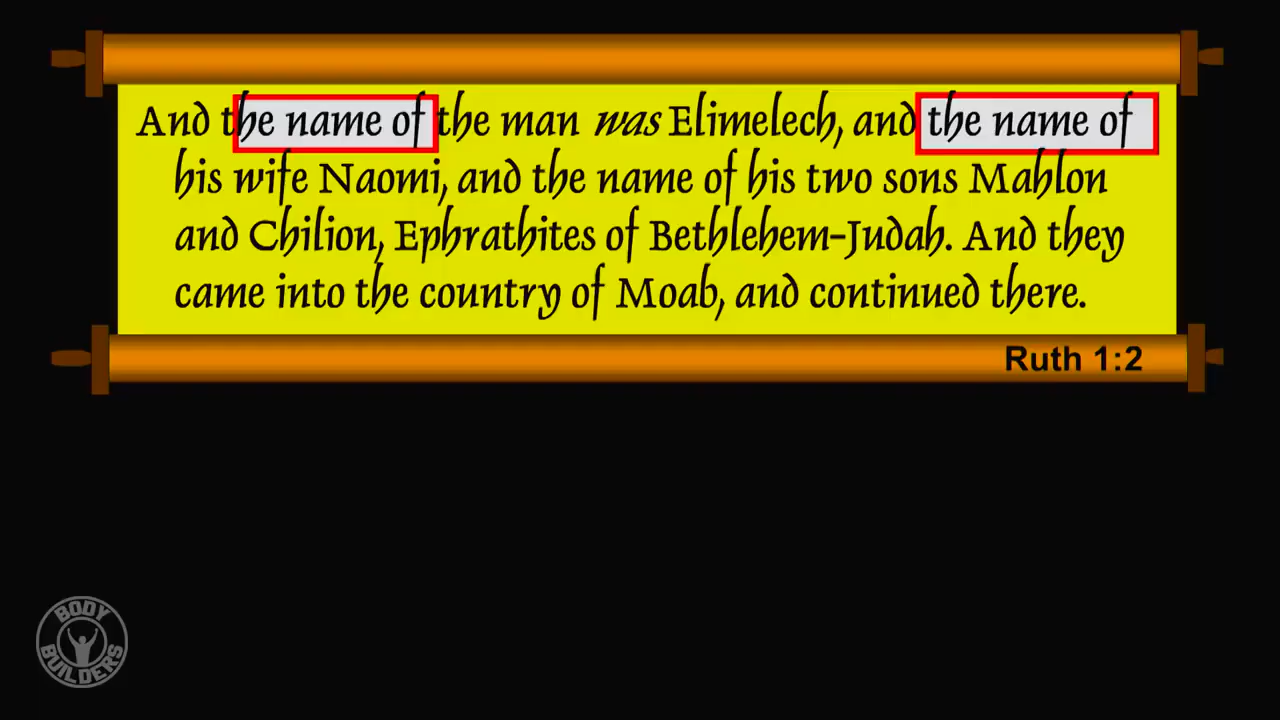 And the name of the man was Elimelech, and the name of
his wife Naomi, and the name of his two sons Mahlon
and Chilion, Ephrathites of Bethlehem-Judah. And they
came into the country of Moab, and continued there.
Ruth 1:2
BODY
BUILDERS